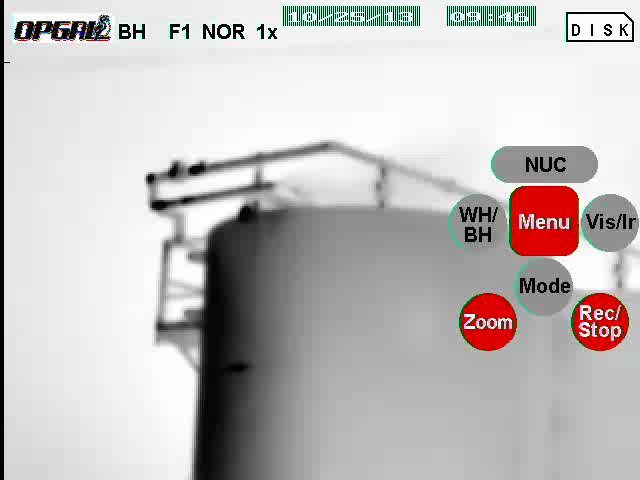 OPGAL BH F1 NOR 1x 10/25/13 09:46 DISK
NUC
WH/
BH
Menu
Vis/Ir
Mode
Zoom
Rec/
Stop